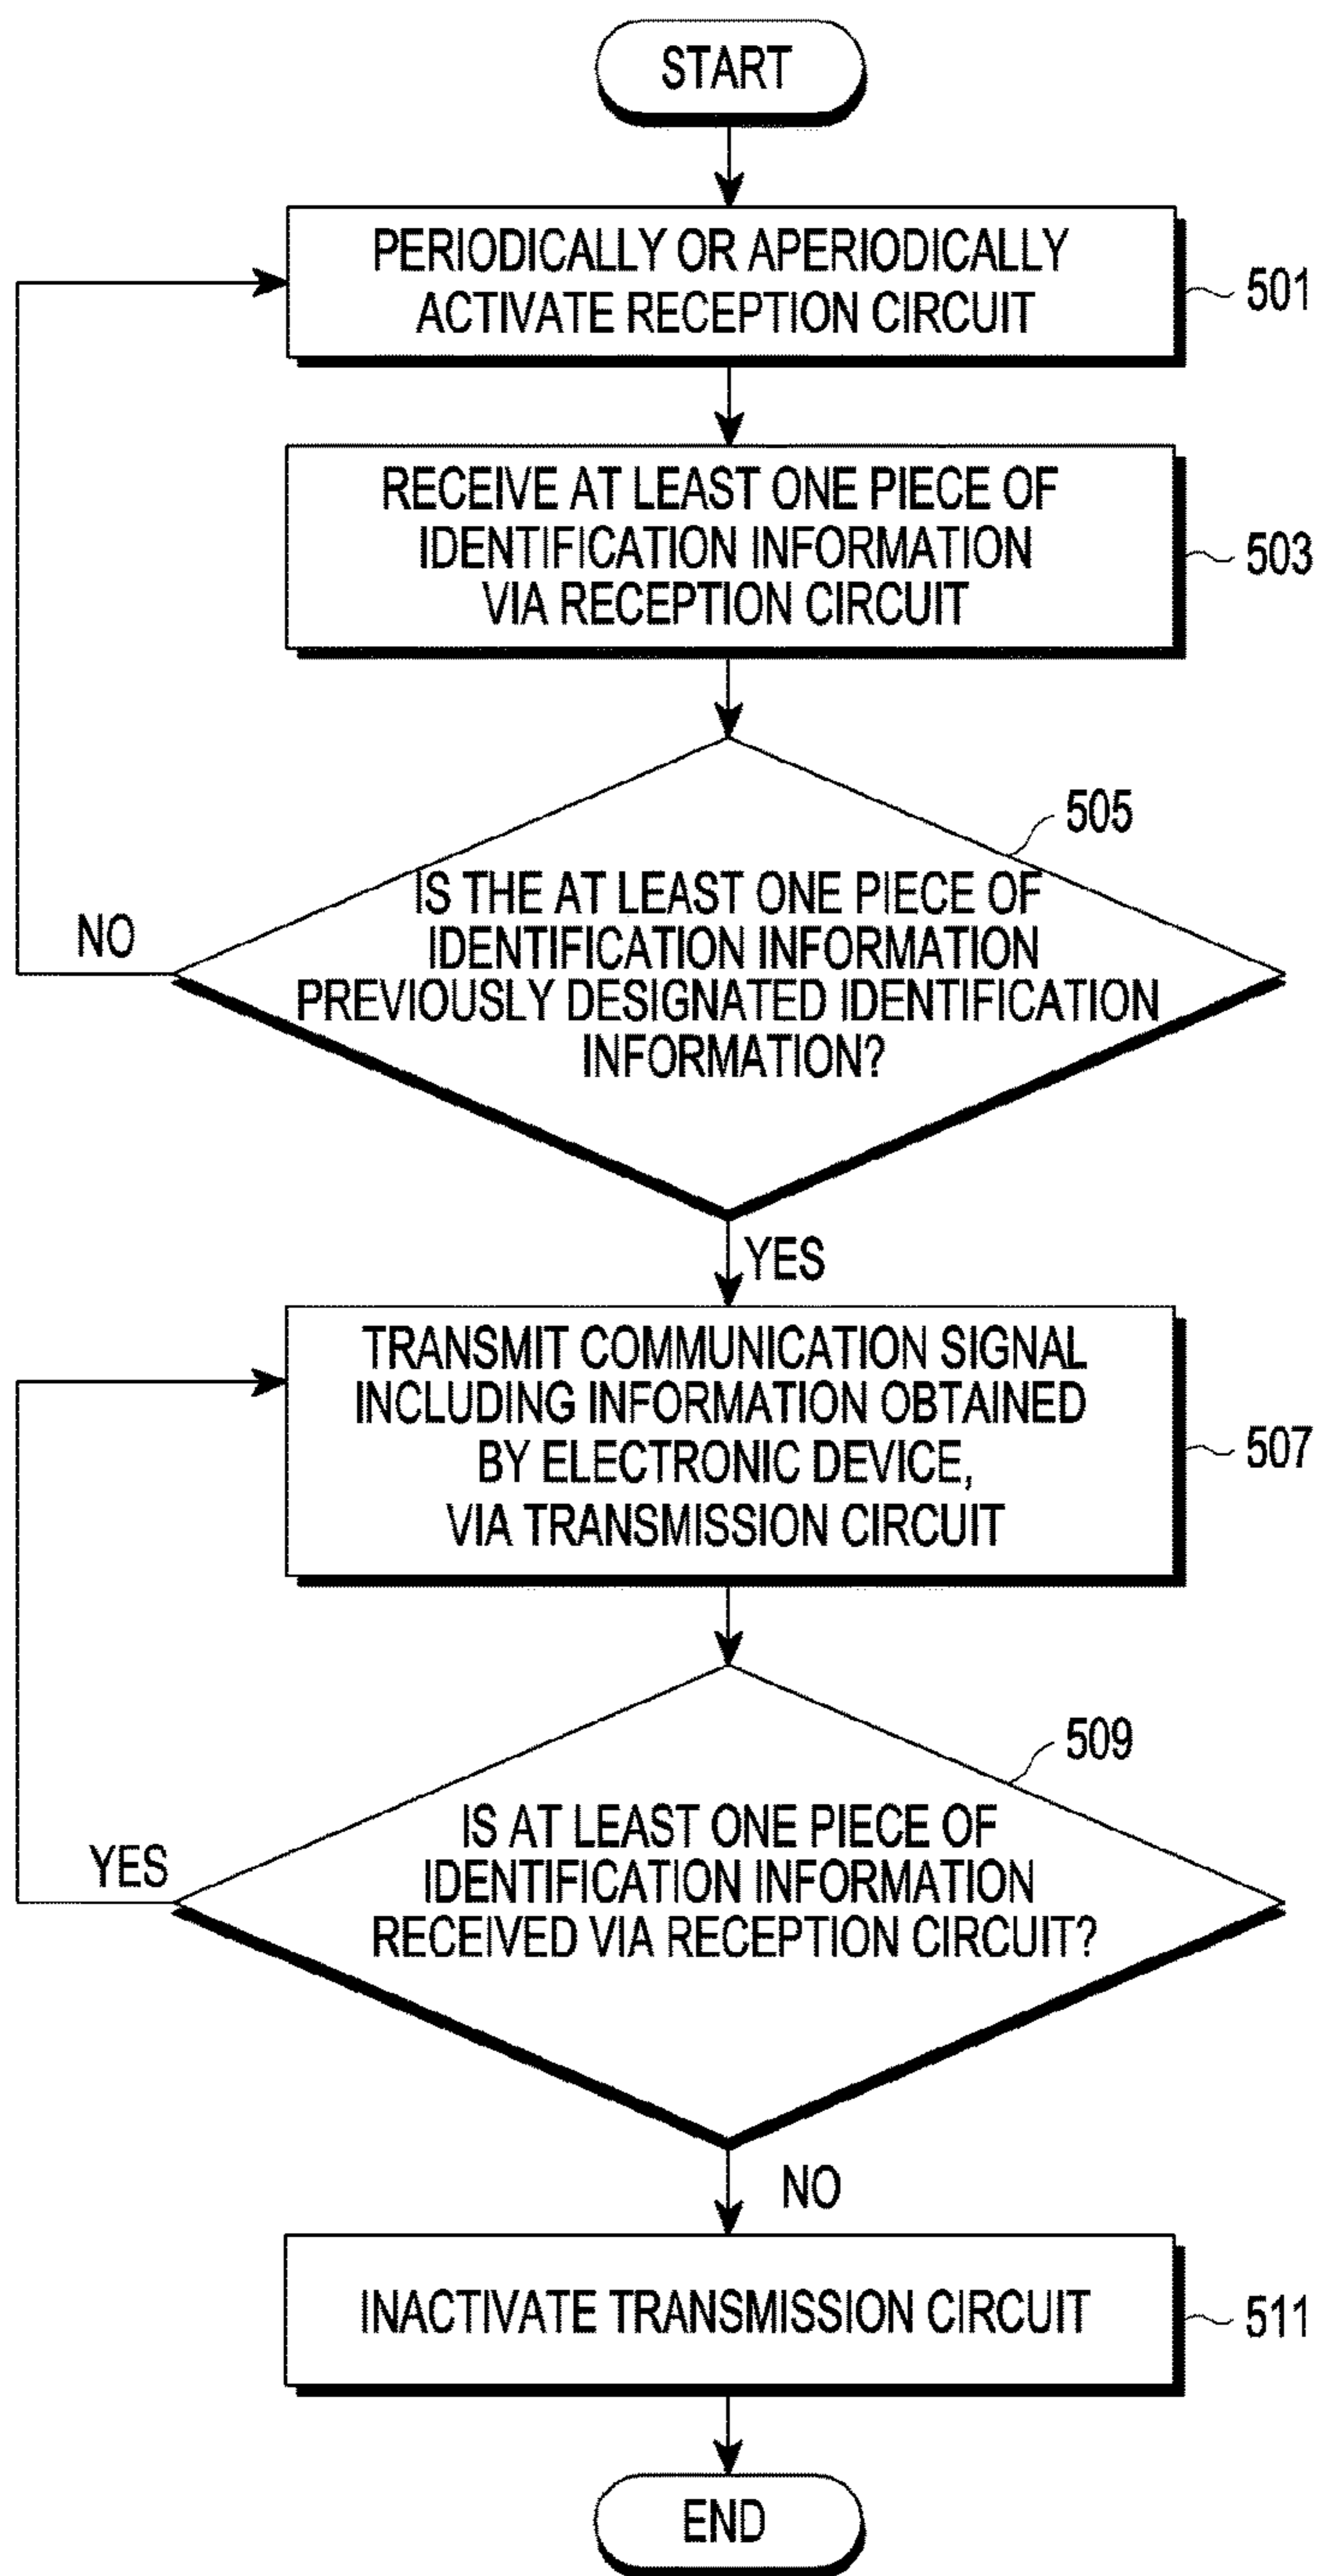 START
PERIODICALLY OR APERIODICALLY
ACTIVATE RECEPTION CIRCUIT
501
RECEIVE AT LEAST ONE PIECE OF
IDENTIFICATION INFORMATION
VIA RECEPTION CIRCUIT
503
505
IS THE AT LEAST ONE PIECE OF
IDENTIFICATION INFORMATION
PREVIOUSLY DESIGNATED IDENTIFICATION
INFORMATION?
NO
YES
TRANSMIT COMMUNICATION SIGNAL
INCLUDING INFORMATION OBTAINED
BY ELECTRONIC DEVICE,
VIA TRANSMISSION CIRCUIT
507
509
IS AT LEAST ONE PIECE OF
IDENTIFICATION INFORMATION
RECEIVED VIA RECEPTION CIRCUIT?
YES
NO
INACTIVATE TRANSMISSION CIRCUIT
511
END